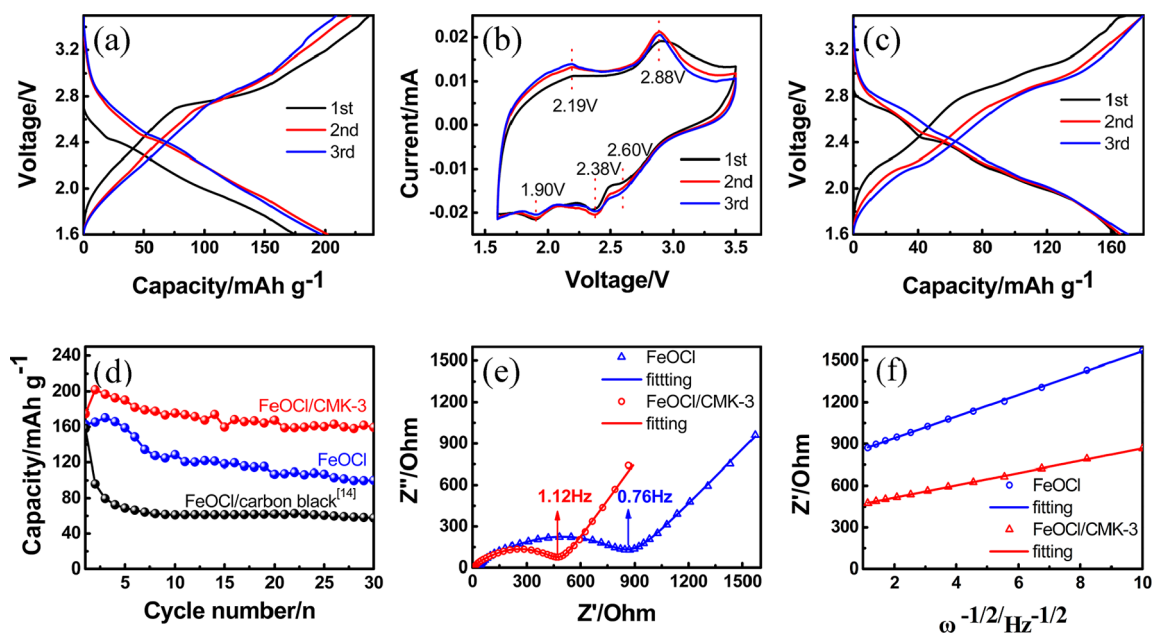 (a)
3.2
2.8
2.4
2.0
1.6
Voltage/V
1st
2nd
3rd
0 50 100 150 200
Capacity/mAh g-1
(b)
0.02
0.01
0.00
-0.01
-0.02
Current/mA
2.88V
2.19V
2.60V
2.38V
1.90V
1st
2nd
3rd
1.5 2.0 2.5 3.0 3.5
Voltage/V
(c)
3.2
2.8
2.4
2.0
1.6
Voltage/V
1st
2nd
3rd
0 40 80 120 160
Capacity/mAh g-1
(d)
240
200
160
120
80
40
0
Capacity/mAh g-1
FeOCl/CMK-3
FeOCl
FeOCl/carbon black[14]
5 10 15 20 25 30
Cycle number/n
(e)
1500
1200
900
600
300
0
Z"/Ohm
FeOCl
fittting
FeOCl/CMK-3
fitting
1.12Hz
0.76Hz
0 300 600 900 1200 1500
Z'/Ohm
(f)
1500
1200
900
600
300
0
Z'/Ohm
FeOCl
fitting
FeOCl/CMK-3
fitting
2 4 6 8 10
ω -1/2/Hz-1/2